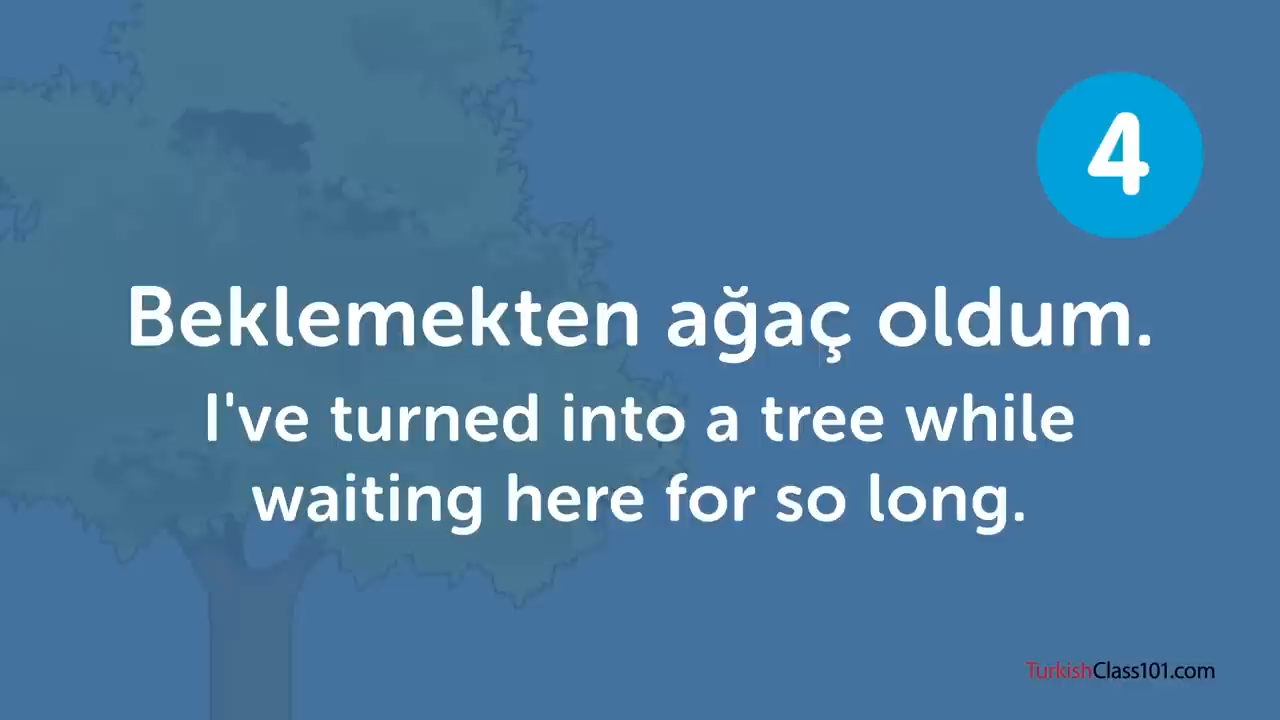 4
Beklemekten ağaç oldum.
I've turned into a tree while
waiting here for so long.
TurkishClass101.com